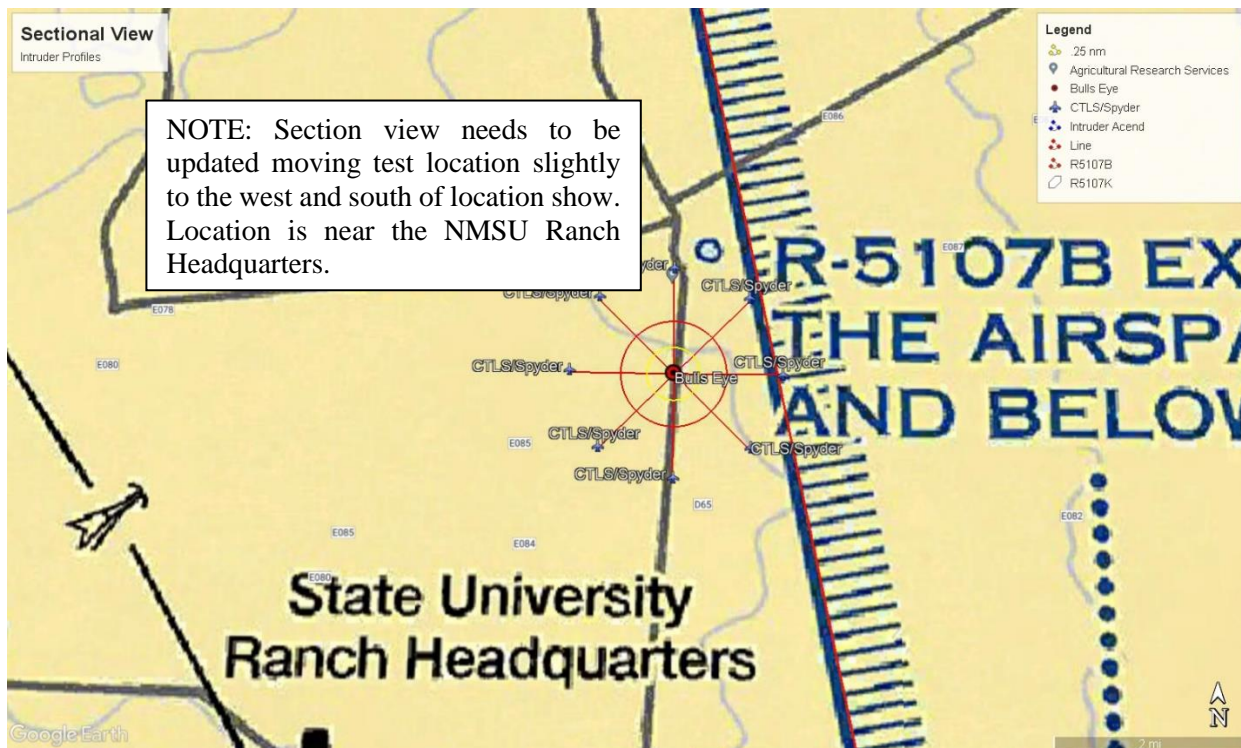 Sectional View
Intruder Profiles
Legend
.25 nm
Agricultural Research Services
Bulls Eye
CTLS/Spyder
Intruder Acend
Line
R5107B
R5107K
NOTE: Section view needs to be
updated moving test location slightly
to the west and south of location show.
Location is near the NMSU Ranch
Headquarters.
E086
E087
R-5107B EX
THE AIRSPA
AND BELOW
yder
CTLS/Spyder
CTLS/Spyder
E078
E080
CTLS/Spyder
CTLS/Spyder
Bulls Eye
CTLS/Spyder
E085
CTLS/Spyder
CTLS/Spyder
D65
E082
E085
E084
E080
State University
Ranch Headquarters
Google Earth
N
2 mi